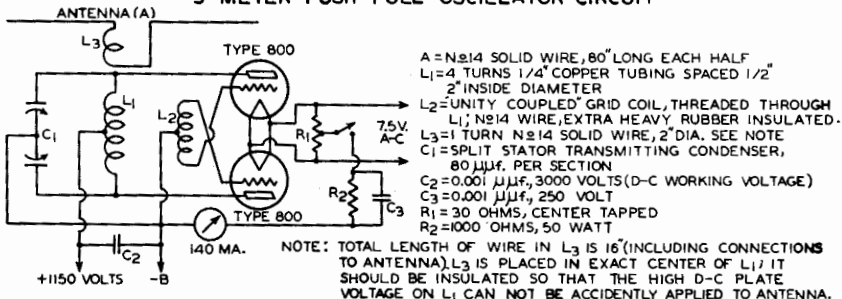 5 METER PUSH PULL OSCILLATOR CIRCUIT
ANTENNA (A)
L3
TYPE 800
C1
L1
L2
R1
7.5V.
A-C
R2
C3
TYPE 800
140 MA.
C2
+1150 VOLTS
-B
A = №14 SOLID WIRE, 80" LONG EACH HALF
L1=4 TURNS 1/4" COPPER TUBING SPACED 1/2"
2" INSIDE DIAMETER
L2="UNITY COUPLED" GRID COIL, THREADED THROUGH
L1; №14 WIRE, EXTRA HEAVY RUBBER INSULATED.
L3=1 TURN №14 SOLID WIRE, 2" DIA. SEE NOTE
C1=SPLIT STATOR TRANSMITTING CONDENSER,
80 µµf. PER SECTION
C2=0.001 µµf., 3000 VOLTS (D-C WORKING VOLTAGE)
C3=0.001 µµf., 250 VOLT
R1=30 OHMS, CENTER TAPPED
R2=1000 OHMS, 50 WATT
NOTE: TOTAL LENGTH OF WIRE IN L3 IS 16" (INCLUDING CONNECTIONS
TO ANTENNA). L3 IS PLACED IN EXACT CENTER OF L1; IT
SHOULD BE INSULATED SO THAT THE HIGH D-C PLATE
VOLTAGE ON L1 CAN NOT BE ACCIDENTLY APPLIED TO ANTENNA.